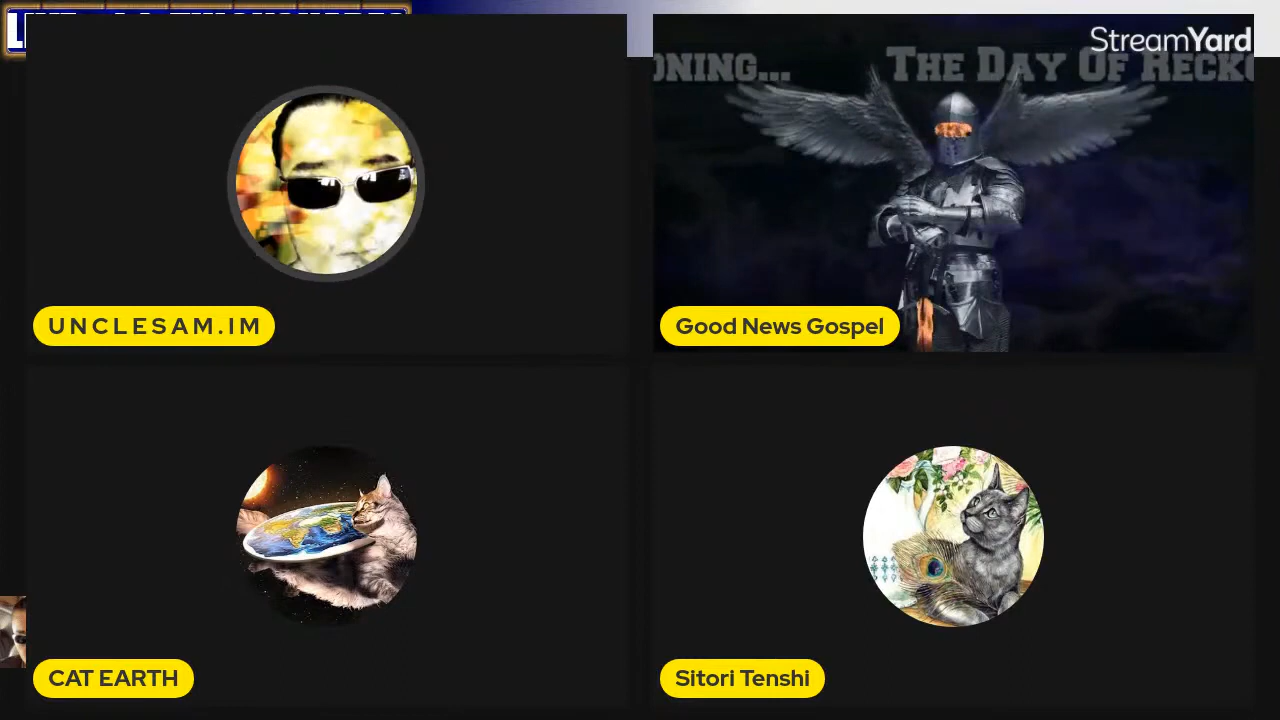 StreamYard
ONING... THE DAY OF RECK
UNCLESAM.IM
Good News Gospel
CAT EARTH
Sitori Tenshi